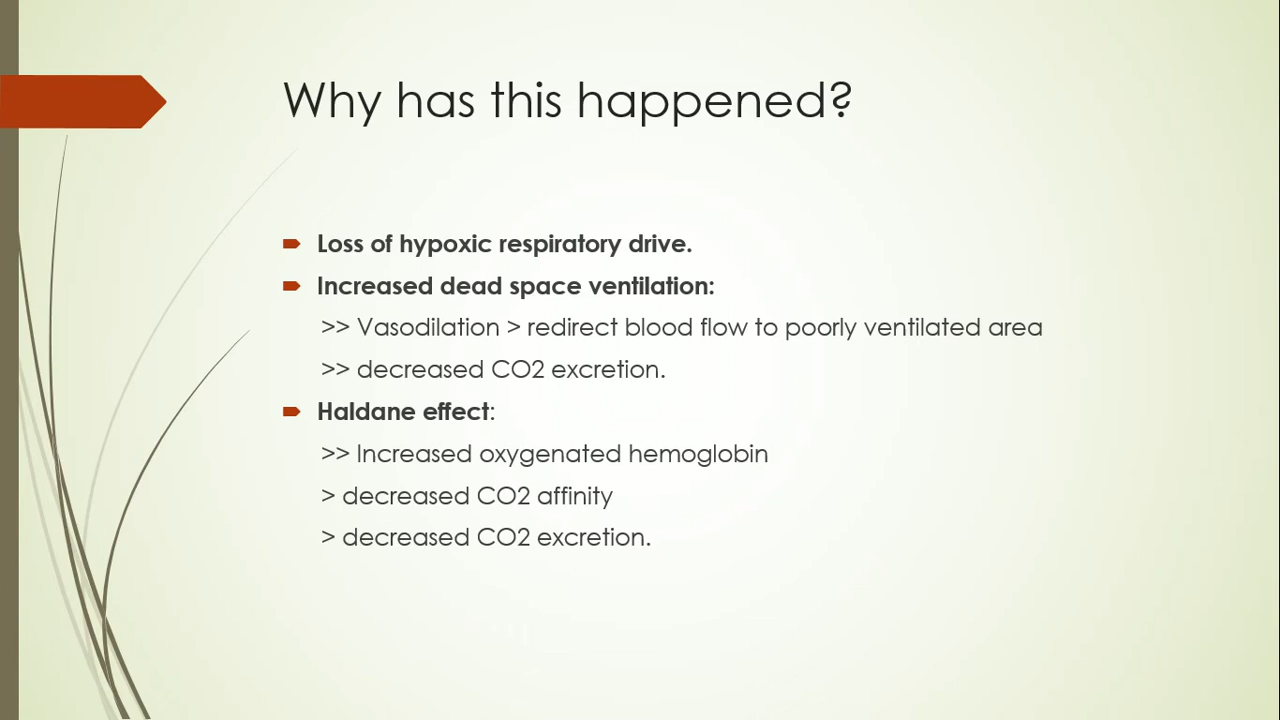 Why has this happened?
Loss of hypoxic respiratory drive.
Increased dead space ventilation:
>> Vasodilation > redirect blood flow to poorly ventilated area
>> decreased CO2 excretion.
Haldane effect:
>> Increased oxygenated hemoglobin
> decreased CO2 affinity
> decreased CO2 excretion.